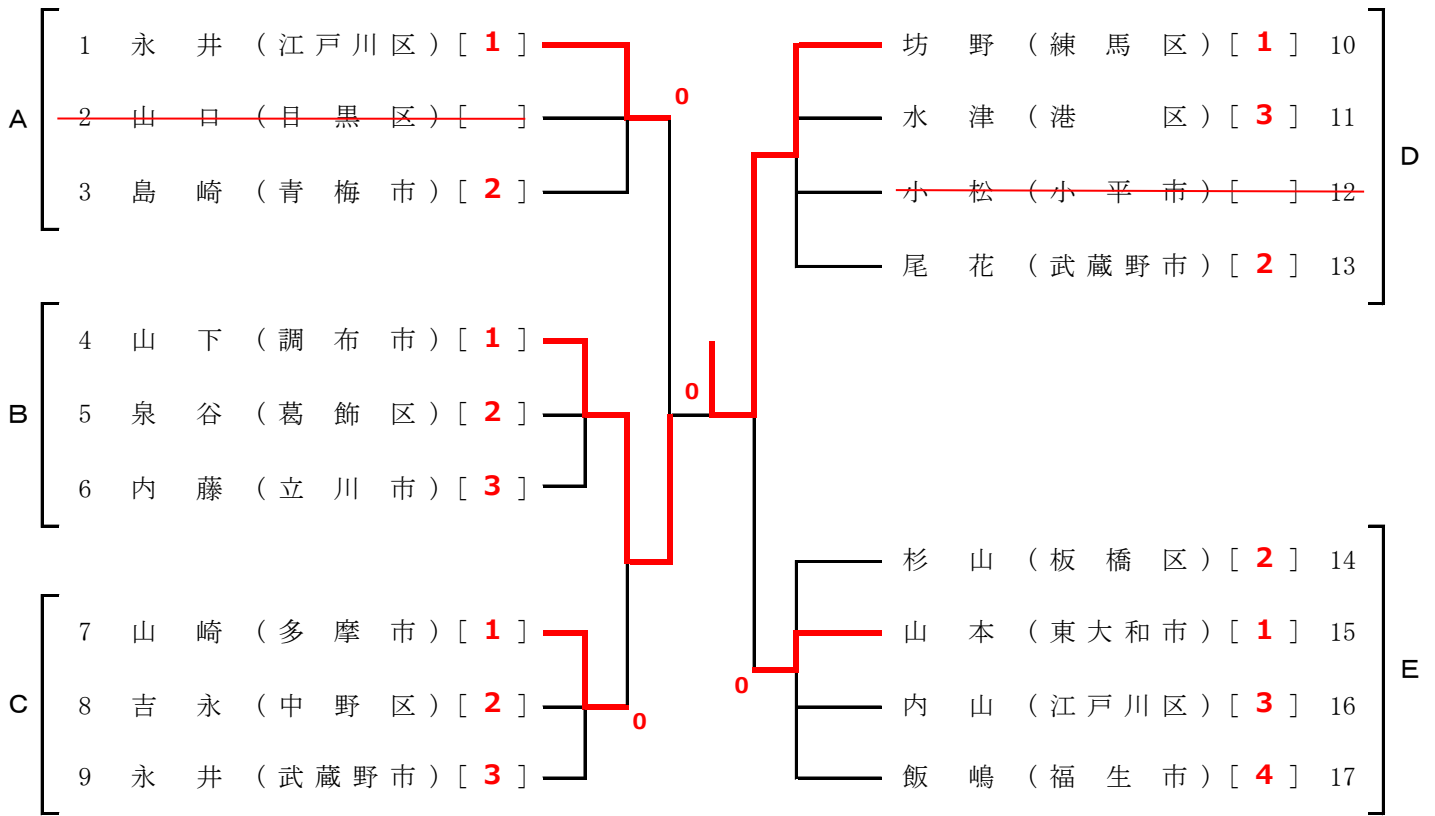 A
1 永井 (江戸川区) [ 1 ]
2 山口 (目黒区) [ ]
3 島崎 (青梅市) [ 2 ]
B
4 山下 (調布市) [ 1 ]
5 泉谷 (葛飾区) [ 2 ]
6 内藤 (立川市) [ 3 ]
C
7 山崎 (多摩市) [ 1 ]
8 吉永 (中野区) [ 2 ]
9 永井 (武蔵野市) [ 3 ]
0
0
0
0
D
坊野 (練馬区) [ 1 ] 10
水津 (港区) [ 3 ] 11
小松 (小平市) [ ] 12
尾花 (武蔵野市) [ 2 ] 13
E
杉山 (板橋区) [ 2 ] 14
山本 (東大和市) [ 1 ] 15
内山 (江戸川区) [ 3 ] 16
飯嶋 (福生市) [ 4 ] 17